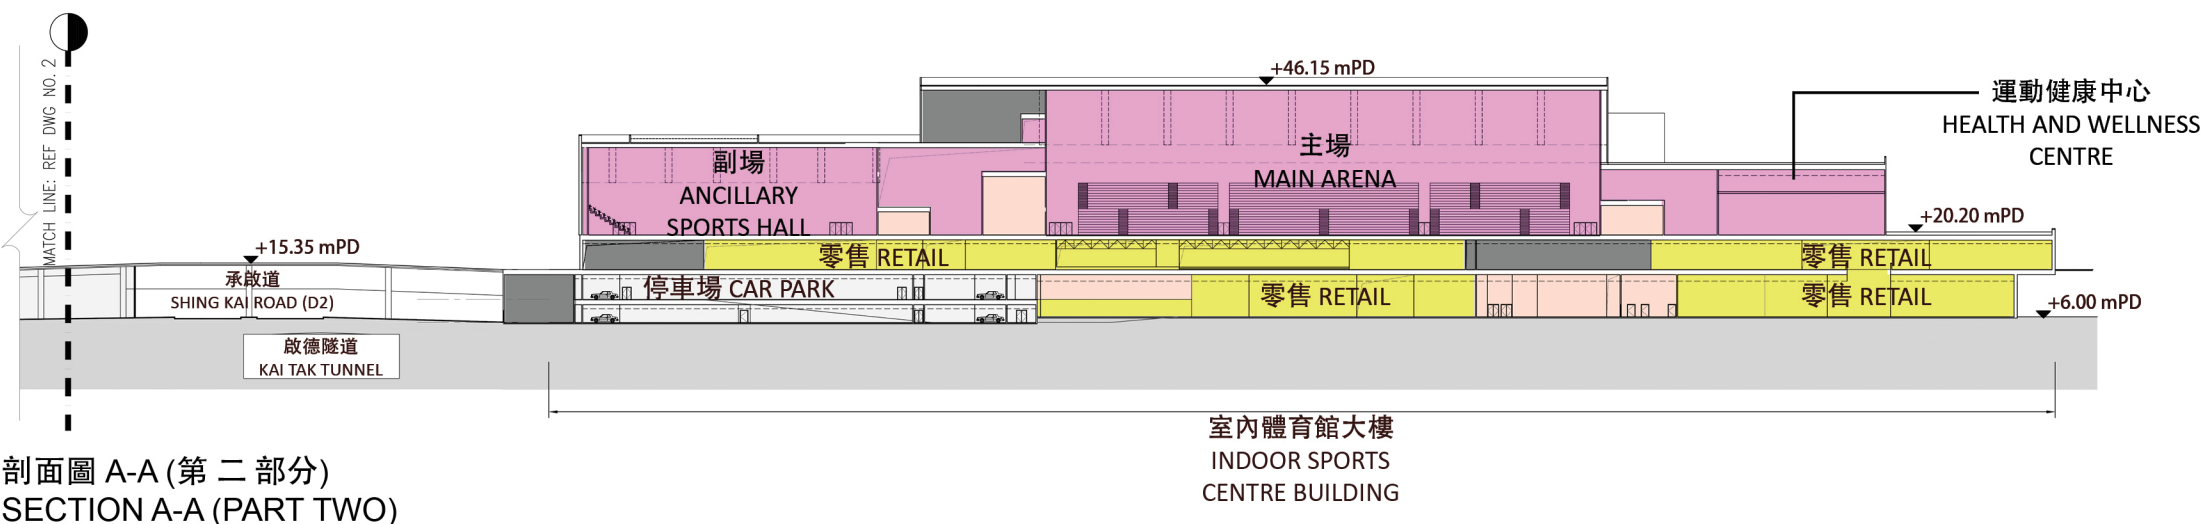 MATCH LINE: REF DWG NO. 2
+46.15 mPD
運動健康中心
HEALTH AND WELLNESS
CENTRE
副場
ANCILLARY
SPORTS HALL
主場
MAIN ARENA
+20.20 mPD
+15.35 mPD
零售 RETAIL
零售 RETAIL
承啟道
SHING KAI ROAD (D2)
停車場 CAR PARK
零售 RETAIL
零售 RETAIL
+6.00 mPD
啟德隧道
KAI TAK TUNNEL
室內體育館大樓
INDOOR SPORTS
CENTRE BUILDING
剖面圖 A-A (第 二 部分)
SECTION A-A (PART TWO)